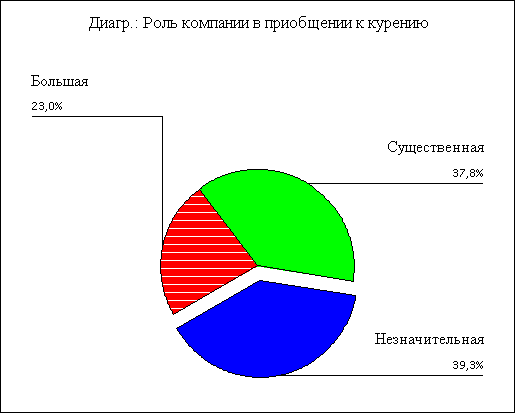 Диагр.: Роль компании в приобщении к курению
Большая
23,0%
Существенная
37,8%
Незначительная
39,3%